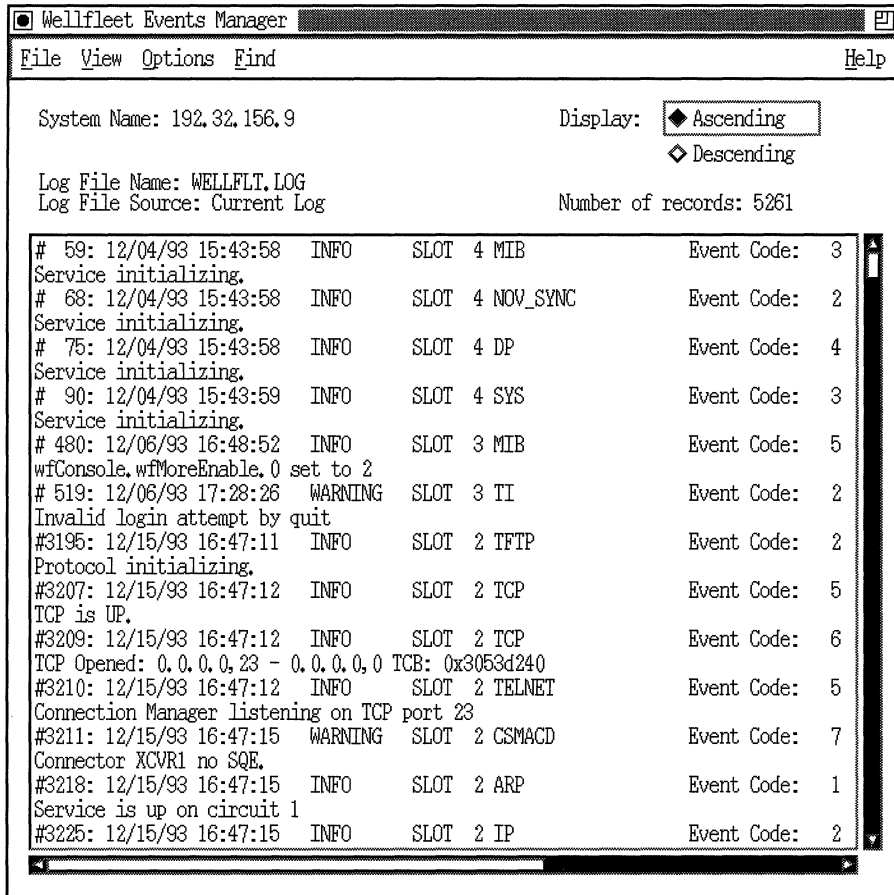 Wellfleet Events Manager
File View Options Find Help
System Name: 192.32.156.9 Display: Ascending
Descending
Log File Name: WELLFLT.LOG
Log File Source: Current Log Number of records: 5261
# 59: 12/04/93 15:43:58 INFO SLOT 4 MIB Event Code: 3
Service initializing.
# 68: 12/04/93 15:43:58 INFO SLOT 4 NOV_SYNC Event Code: 2
Service initializing.
# 75: 12/04/93 15:43:58 INFO SLOT 4 DP Event Code: 4
Service initializing.
# 90: 12/04/93 15:43:59 INFO SLOT 4 SYS Event Code: 3
Service initializing.
# 480: 12/06/93 16:48:52 INFO SLOT 3 MIB Event Code: 5
wfConsole.wfMoreEnable.0 set to 2
# 519: 12/06/93 17:28:26 WARNING SLOT 3 TI Event Code: 2
Invalid login attempt by quit
#3195: 12/15/93 16:47:11 INFO SLOT 2 TFTP Event Code: 2
Protocol initializing.
#3207: 12/15/93 16:47:12 INFO SLOT 2 TCP Event Code: 5
TCP is UP.
#3209: 12/15/93 16:47:12 INFO SLOT 2 TCP Event Code: 6
TCP Opened: 0.0.0.0,23 - 0.0.0.0,0 TCB: 0x3053d240
#3210: 12/15/93 16:47:12 INFO SLOT 2 TELNET Event Code: 5
Connection Manager listening on TCP port 23
#3211: 12/15/93 16:47:15 WARNING SLOT 2 CSMACD Event Code: 7
Connector XCVR1 no SQE.
#3218: 12/15/93 16:47:15 INFO SLOT 2 ARP Event Code: 1
Service is up on circuit 1
#3225: 12/15/93 16:47:15 INFO SLOT 2 IP Event Code: 2